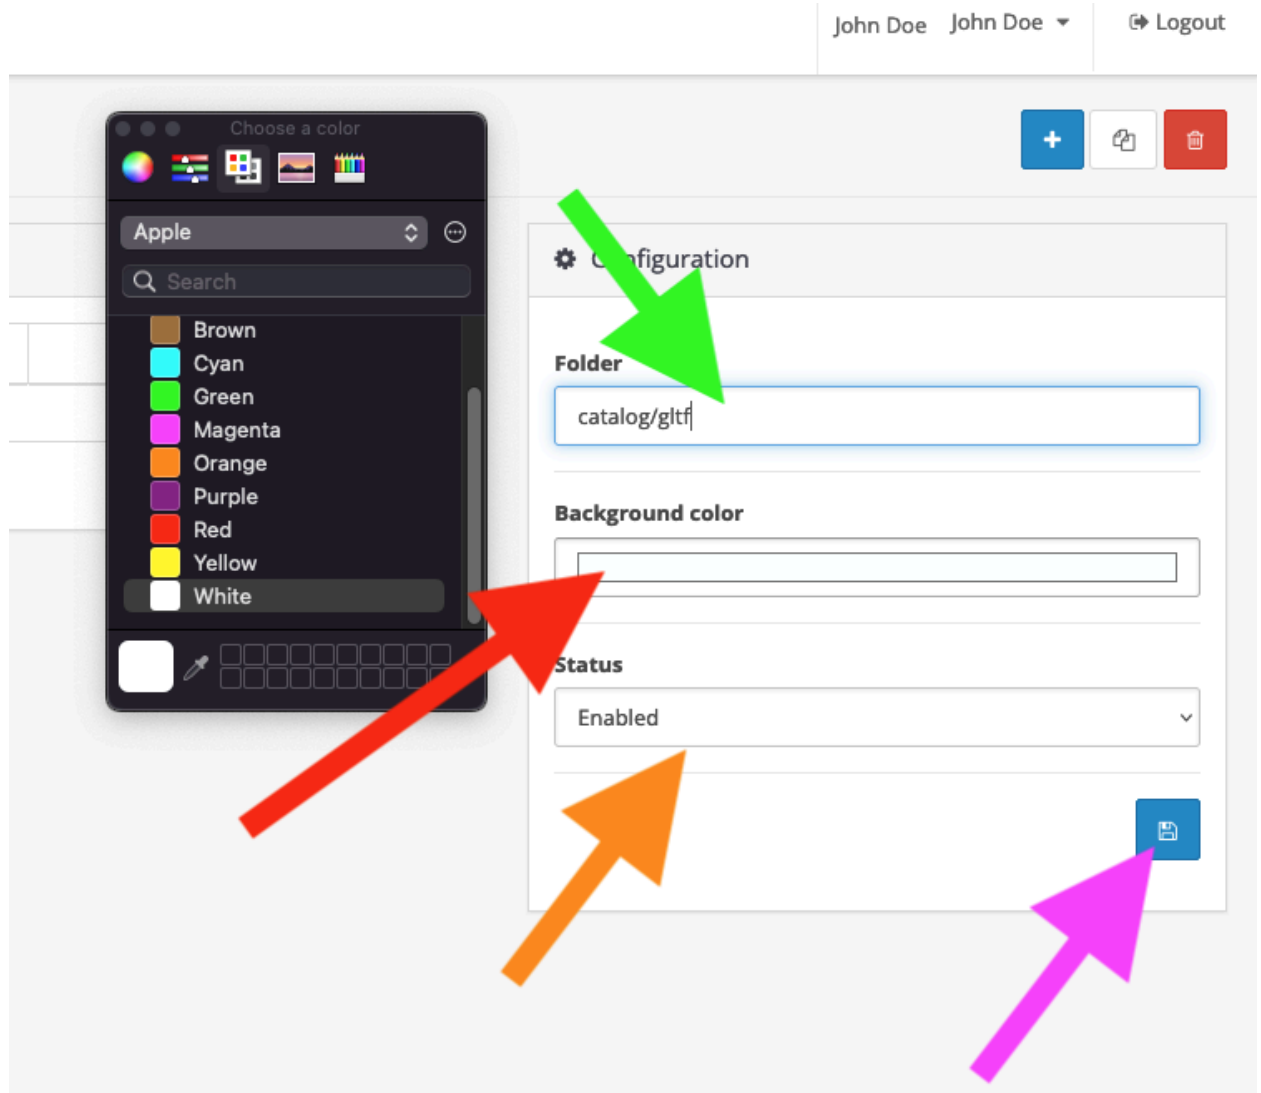 John Doe John Doe Logout
Choose a color
Apple
Search
Brown
Cyan
Green
Magenta
Orange
Purple
Red
Yellow
White
Configuration
Folder
catalog/gltf
Background color
Status
Enabled